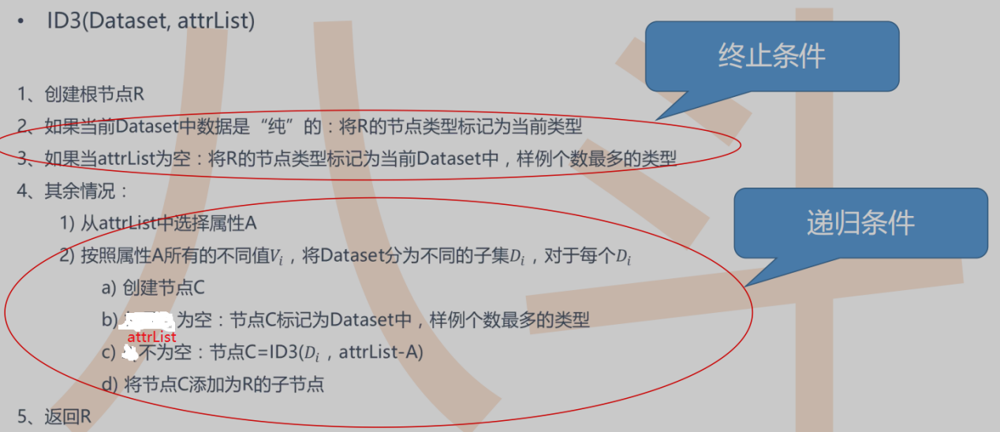 • ID3(Dataset, attrList)
终止条件
1、创建根节点R
2、如果当前Dataset中数据是“纯”的：将R的节点类型标记为当前类型
3、如果当attrList为空：将R的节点类型标记为当前Dataset中，样例个数最多的类型
4、其余情况：
递归条件
1) 从attrList中选择属性A
2) 按照属性A所有的不同值Vᵢ，将Dataset分为不同的子集Dᵢ，对于每个Dᵢ
a) 创建节点C
b) 为空：节点C标记为Dataset中，样例个数最多的类型
attrList
c) 不为空：节点C=ID3(Dᵢ，attrList-A)
d) 将节点C添加为R的子节点
5、返回R